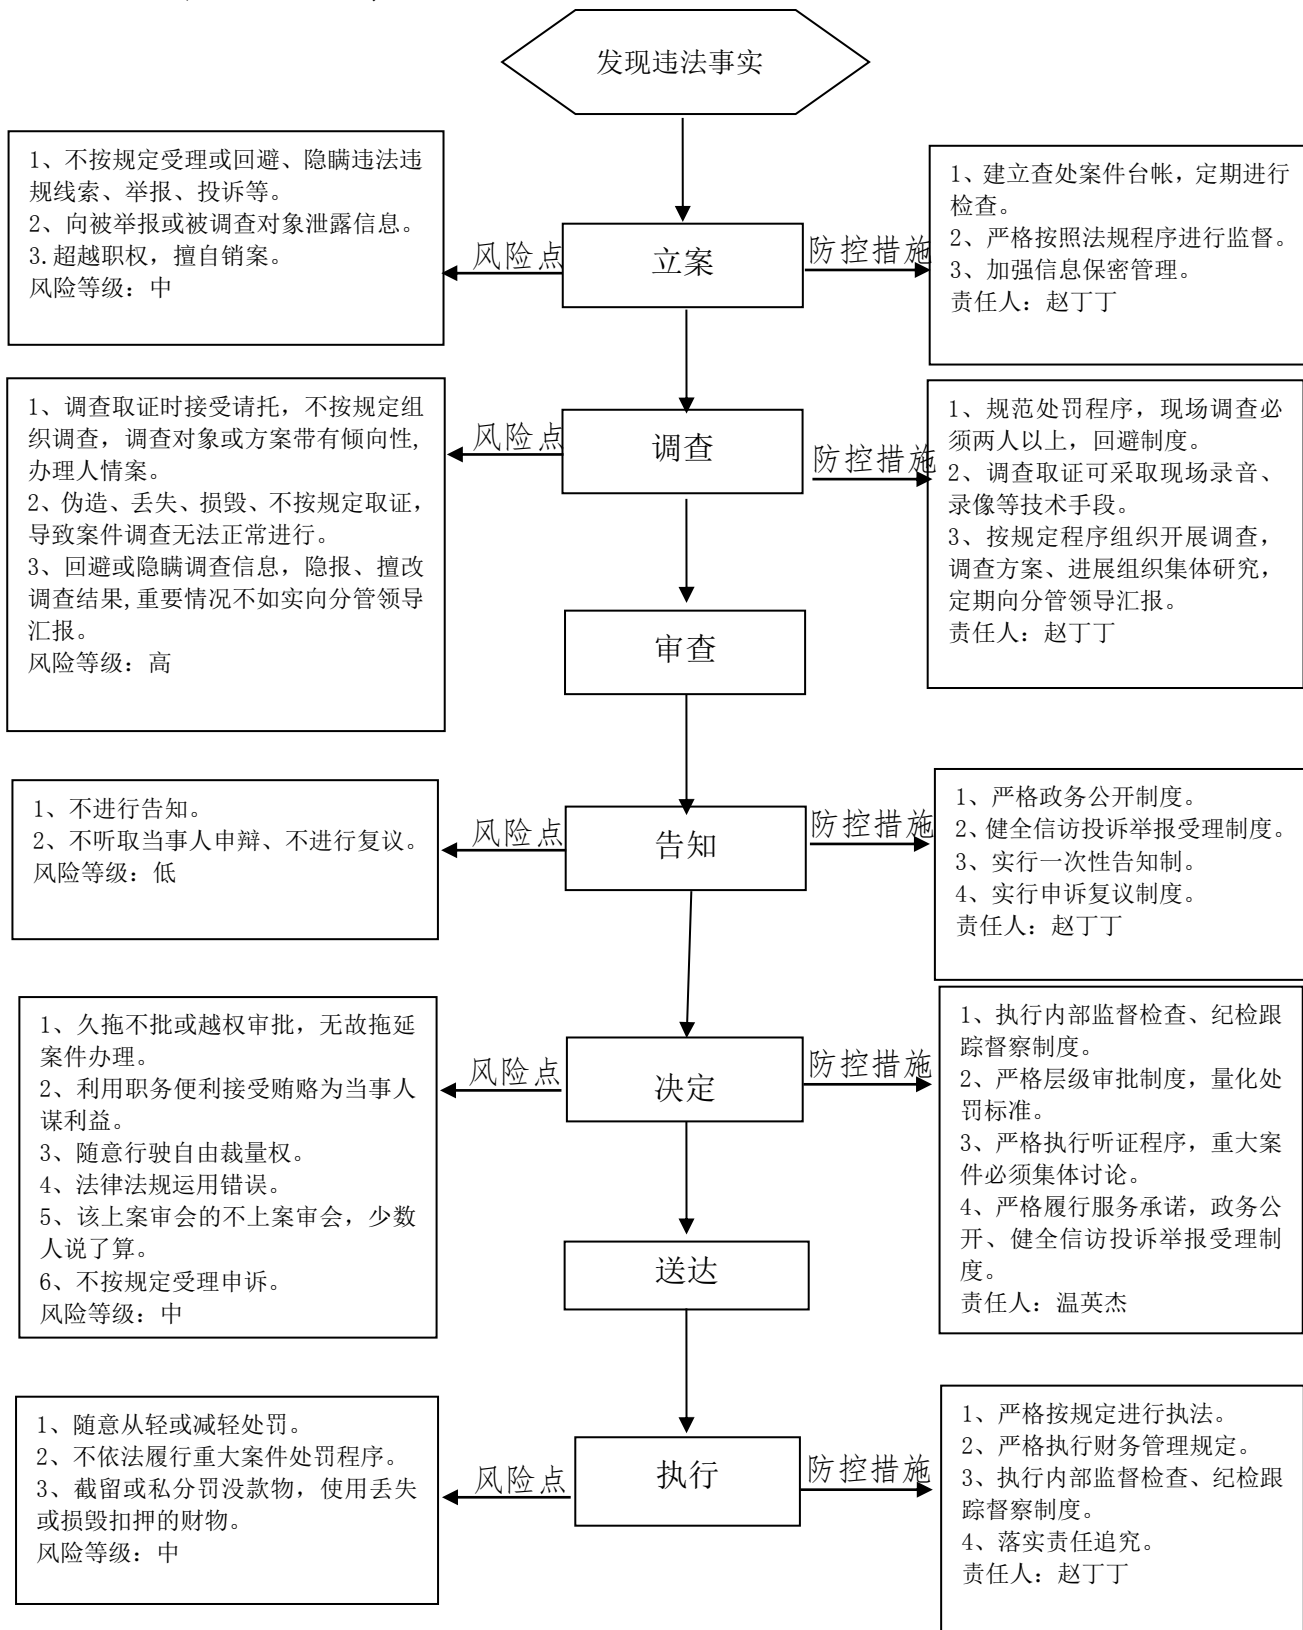 发现违法事实
1、不按规定受理或回避、隐瞒违法违
规线索、举报、投诉等。
2、向被举报或被调查对象泄露信息。
3.超越职权，擅自销案。
风险等级：中
风险点
立案
防控措施
1、建立查处案件台帐，定期进行
检查。
2、严格按照法规程序进行监督。
3、加强信息保密管理。
责任人：赵丁丁
1、调查取证时接受请托，不按规定组
织调查，调查对象或方案带有倾向性,
办理人情案。
2、伪造、丢失、损毁、不按规定取证，
导致案件调查无法正常进行。
3、回避或隐瞒调查信息，隐报、擅改
调查结果,重要情况不如实向分管领导
汇报。
风险等级：高
风险点
调查
防控措施
1、规范处罚程序，现场调查必
须两人以上，回避制度。
2、调查取证可采取现场录音、
录像等技术手段。
3、按规定程序组织开展调查，
调查方案、进展组织集体研究，
定期向分管领导汇报。
责任人：赵丁丁
审查
1、不进行告知。
2、不听取当事人申辩、不进行复议。
风险等级：低
风险点
告知
防控措施
1、严格政务公开制度。
2、健全信访投诉举报受理制度。
3、实行一次性告知制。
4、实行申诉复议制度。
责任人：赵丁丁
1、久拖不批或越权审批，无故拖延
案件办理。
2、利用职务便利接受贿赂为当事人
谋利益。
3、随意行驶自由裁量权。
4、法律法规运用错误。
5、该上案审会的不上案审会，少数
人说了算。
6、不按规定受理申诉。
风险等级：中
风险点
决定
防控措施
1、执行内部监督检查、纪检跟
踪督察制度。
2、严格层级审批制度，量化处
罚标准。
3、严格执行听证程序，重大案
件必须集体讨论。
4、严格履行服务承诺，政务公
开、健全信访投诉举报受理制
度。
责任人：温英杰
送达
1、随意从轻或减轻处罚。
2、不依法履行重大案件处罚程序。
3、截留或私分罚没款物，使用丢失
或损毁扣押的财物。
风险等级：中
风险点
执行
防控措施
1、严格按规定进行执法。
2、严格执行财务管理规定。
3、执行内部监督检查、纪检跟
踪督察制度。
4、落实责任追究。
责任人：赵丁丁